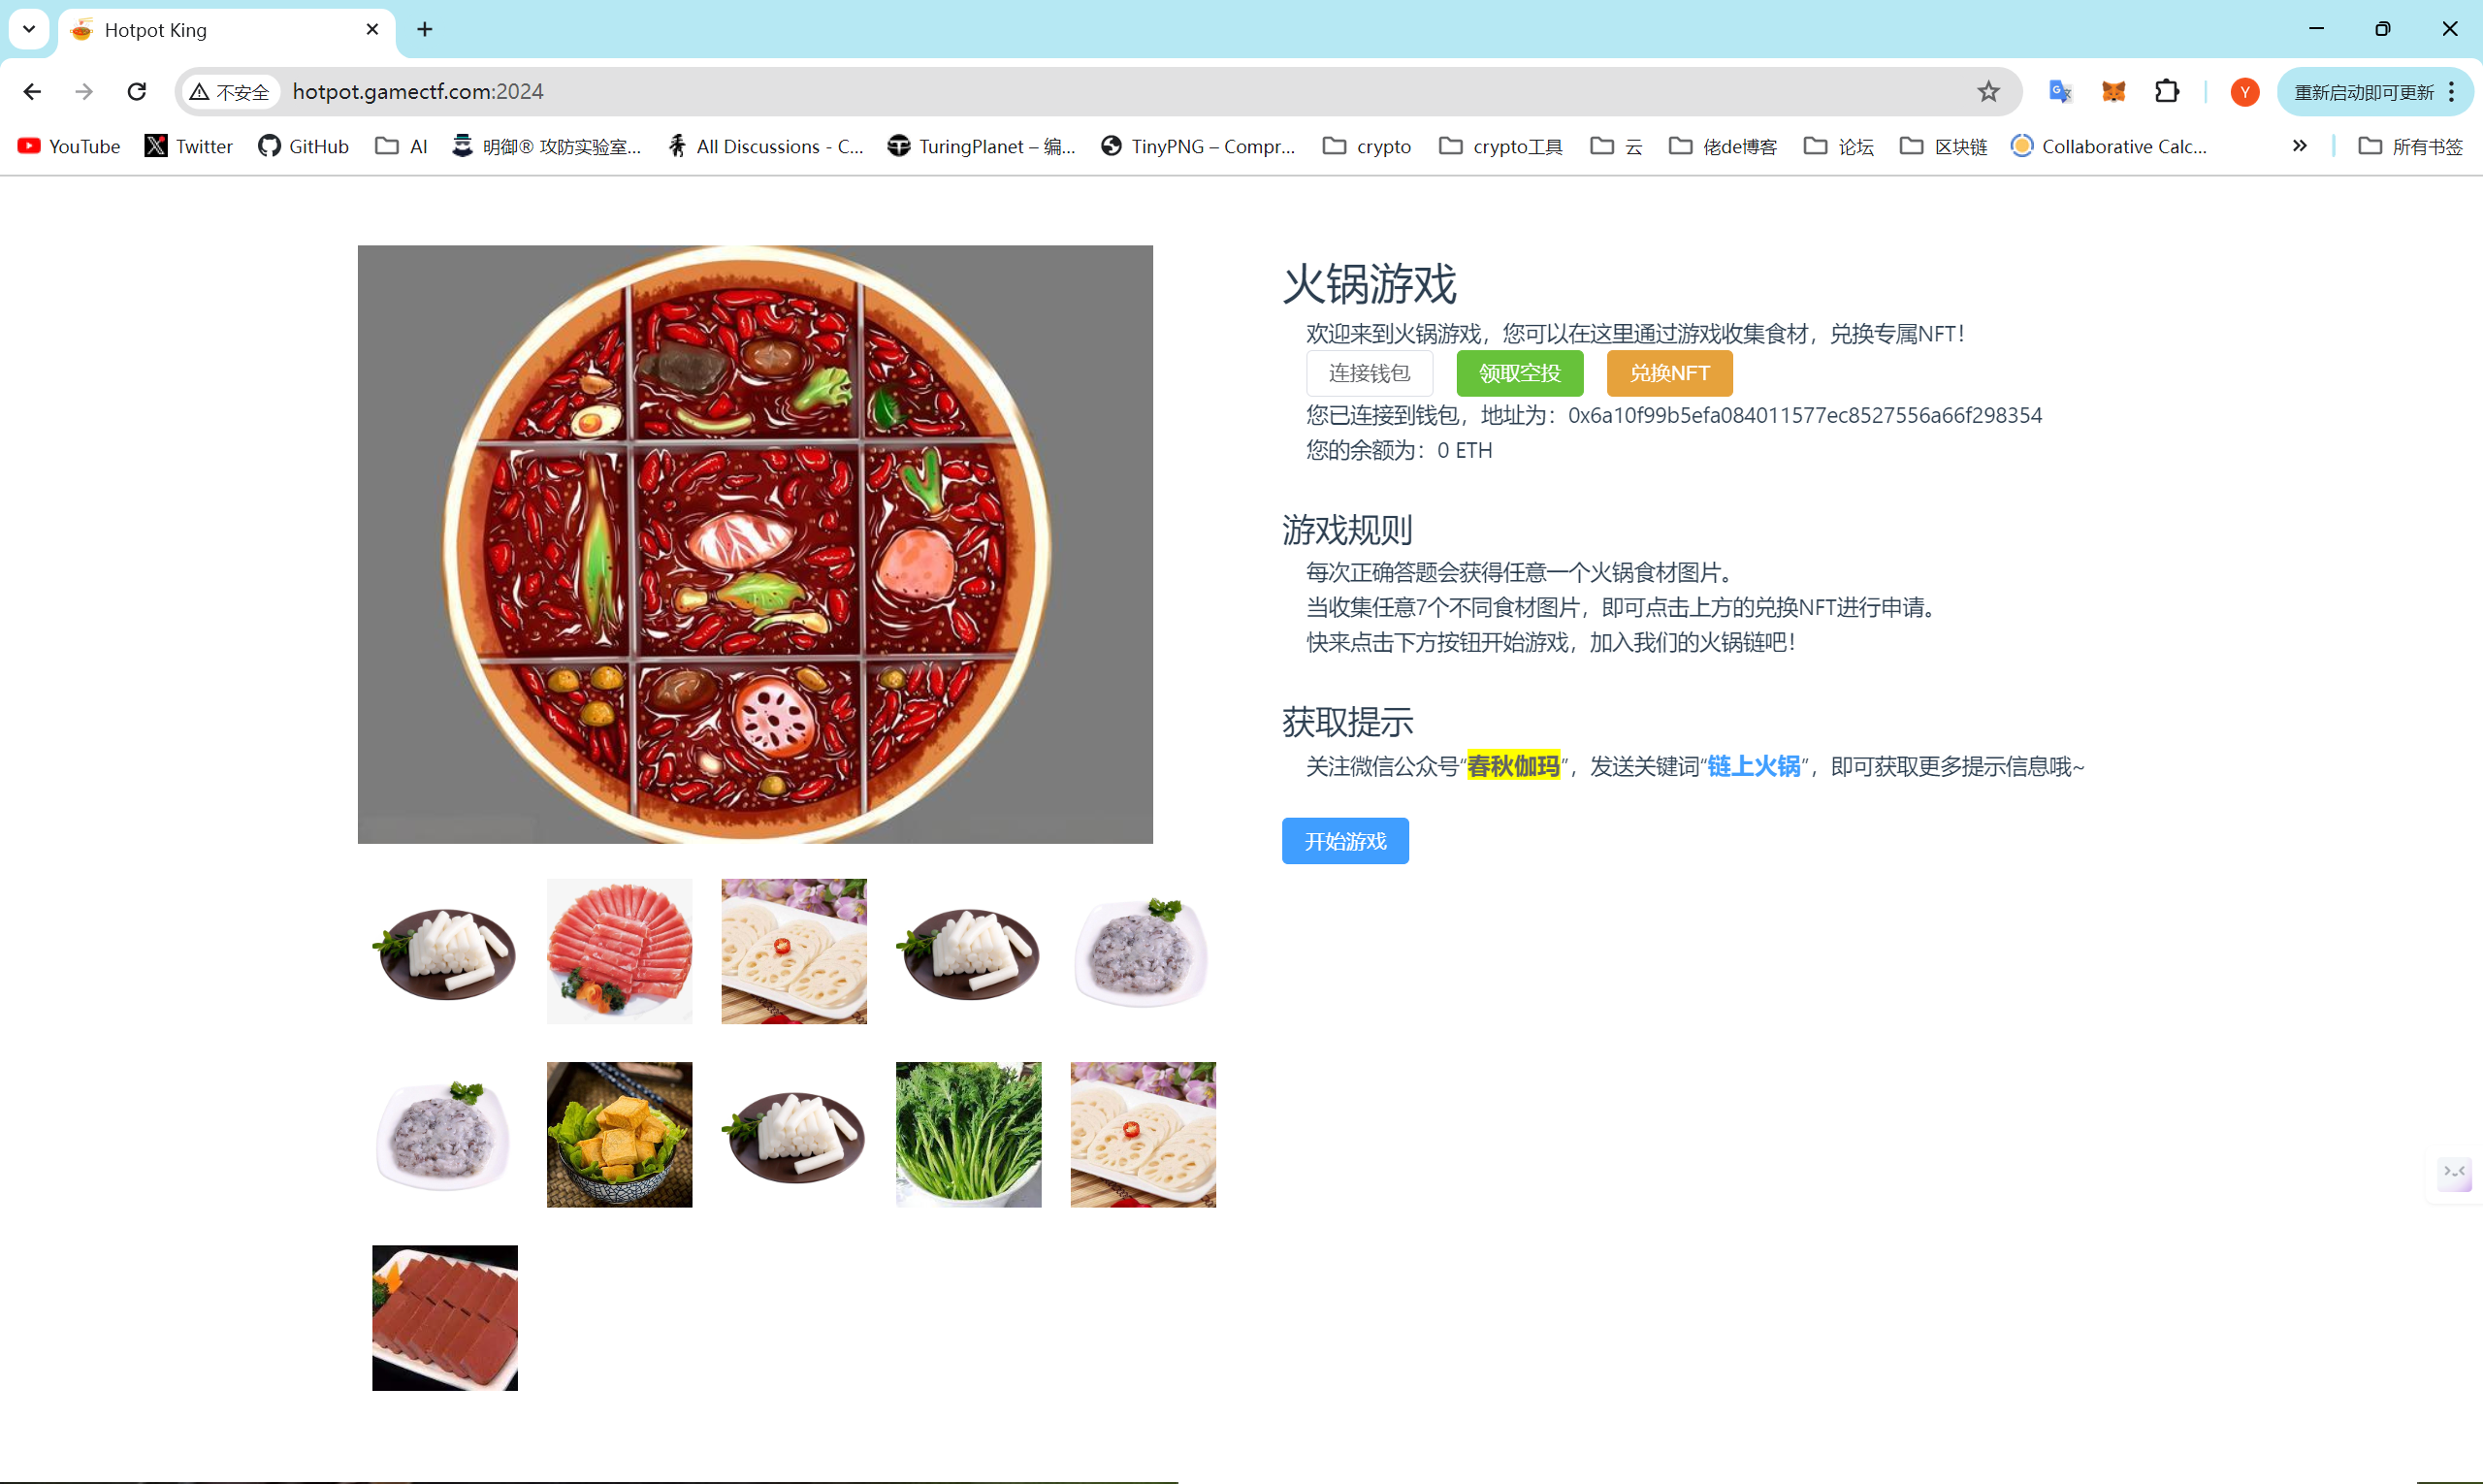 Hotpot King
不安全
hotpot.gamectf.com:2024
Y
重新启动即可更新
YouTube
Twitter
GitHub
AI
明御® 攻防实验室...
All Discussions - C...
TuringPlanet – 编...
TinyPNG – Compr...
crypto
crypto工具
云
佬de博客
论坛
区块链
Collaborative Calc...
所有书签
火锅游戏
欢迎来到火锅游戏，您可以在这里通过游戏收集食材，兑换专属NFT！
连接钱包
领取空投
兑换NFT
您已连接到钱包，地址为：0x6a10f99b5efa084011577ec8527556a66f298354
您的余额为：0 ETH
游戏规则
每次正确答题会获得任意一个火锅食材图片。
当收集任意7个不同食材图片，即可点击上方的兑换NFT进行申请。
快来点击下方按钮开始游戏，加入我们的火锅链吧！
获取提示
关注微信公众号“春秋伽玛”，发送关键词“链上火锅”，即可获取更多提示信息哦~
开始游戏